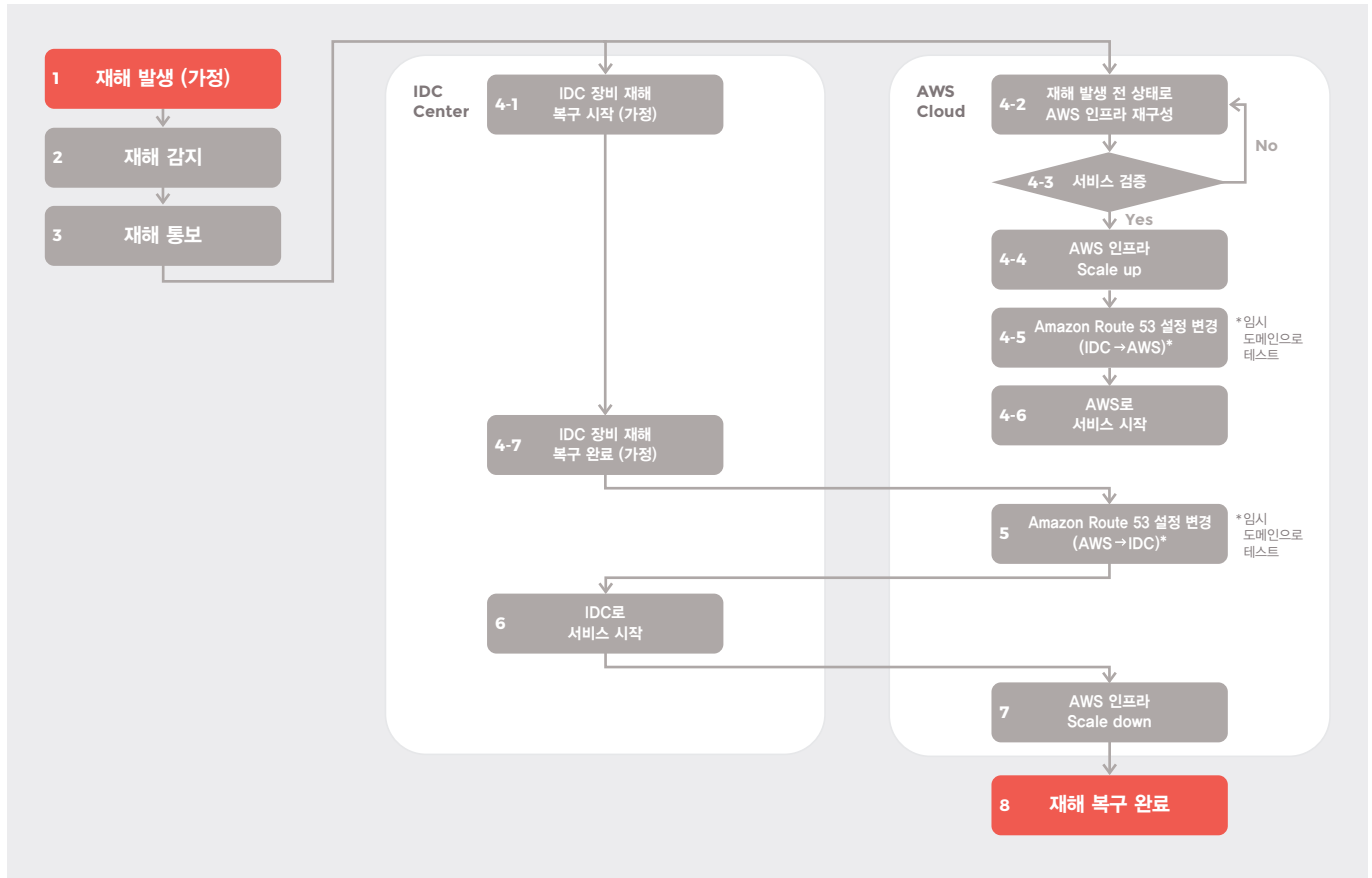 1 재해 발생 (가정)
2 재해 감지
3 재해 통보
IDC
Center
4-1 IDC 장비 재해
복구 시작 (가정)
AWS
Cloud
4-2 재해 발생 전 상태로
AWS 인프라 재구성
No
4-3 서비스 검증
Yes
4-4 AWS 인프라
Scale up
4-5 Amazon Route 53 설정 변경
(IDC→AWS)*
*임시
도메인으로
테스트
4-6 AWS로
서비스 시작
4-7 IDC 장비 재해
복구 완료 (가정)
5 Amazon Route 53 설정 변경
(AWS→IDC)*
*임시
도메인으로
테스트
6 IDC로
서비스 시작
7 AWS 인프라
Scale down
8 재해 복구 완료